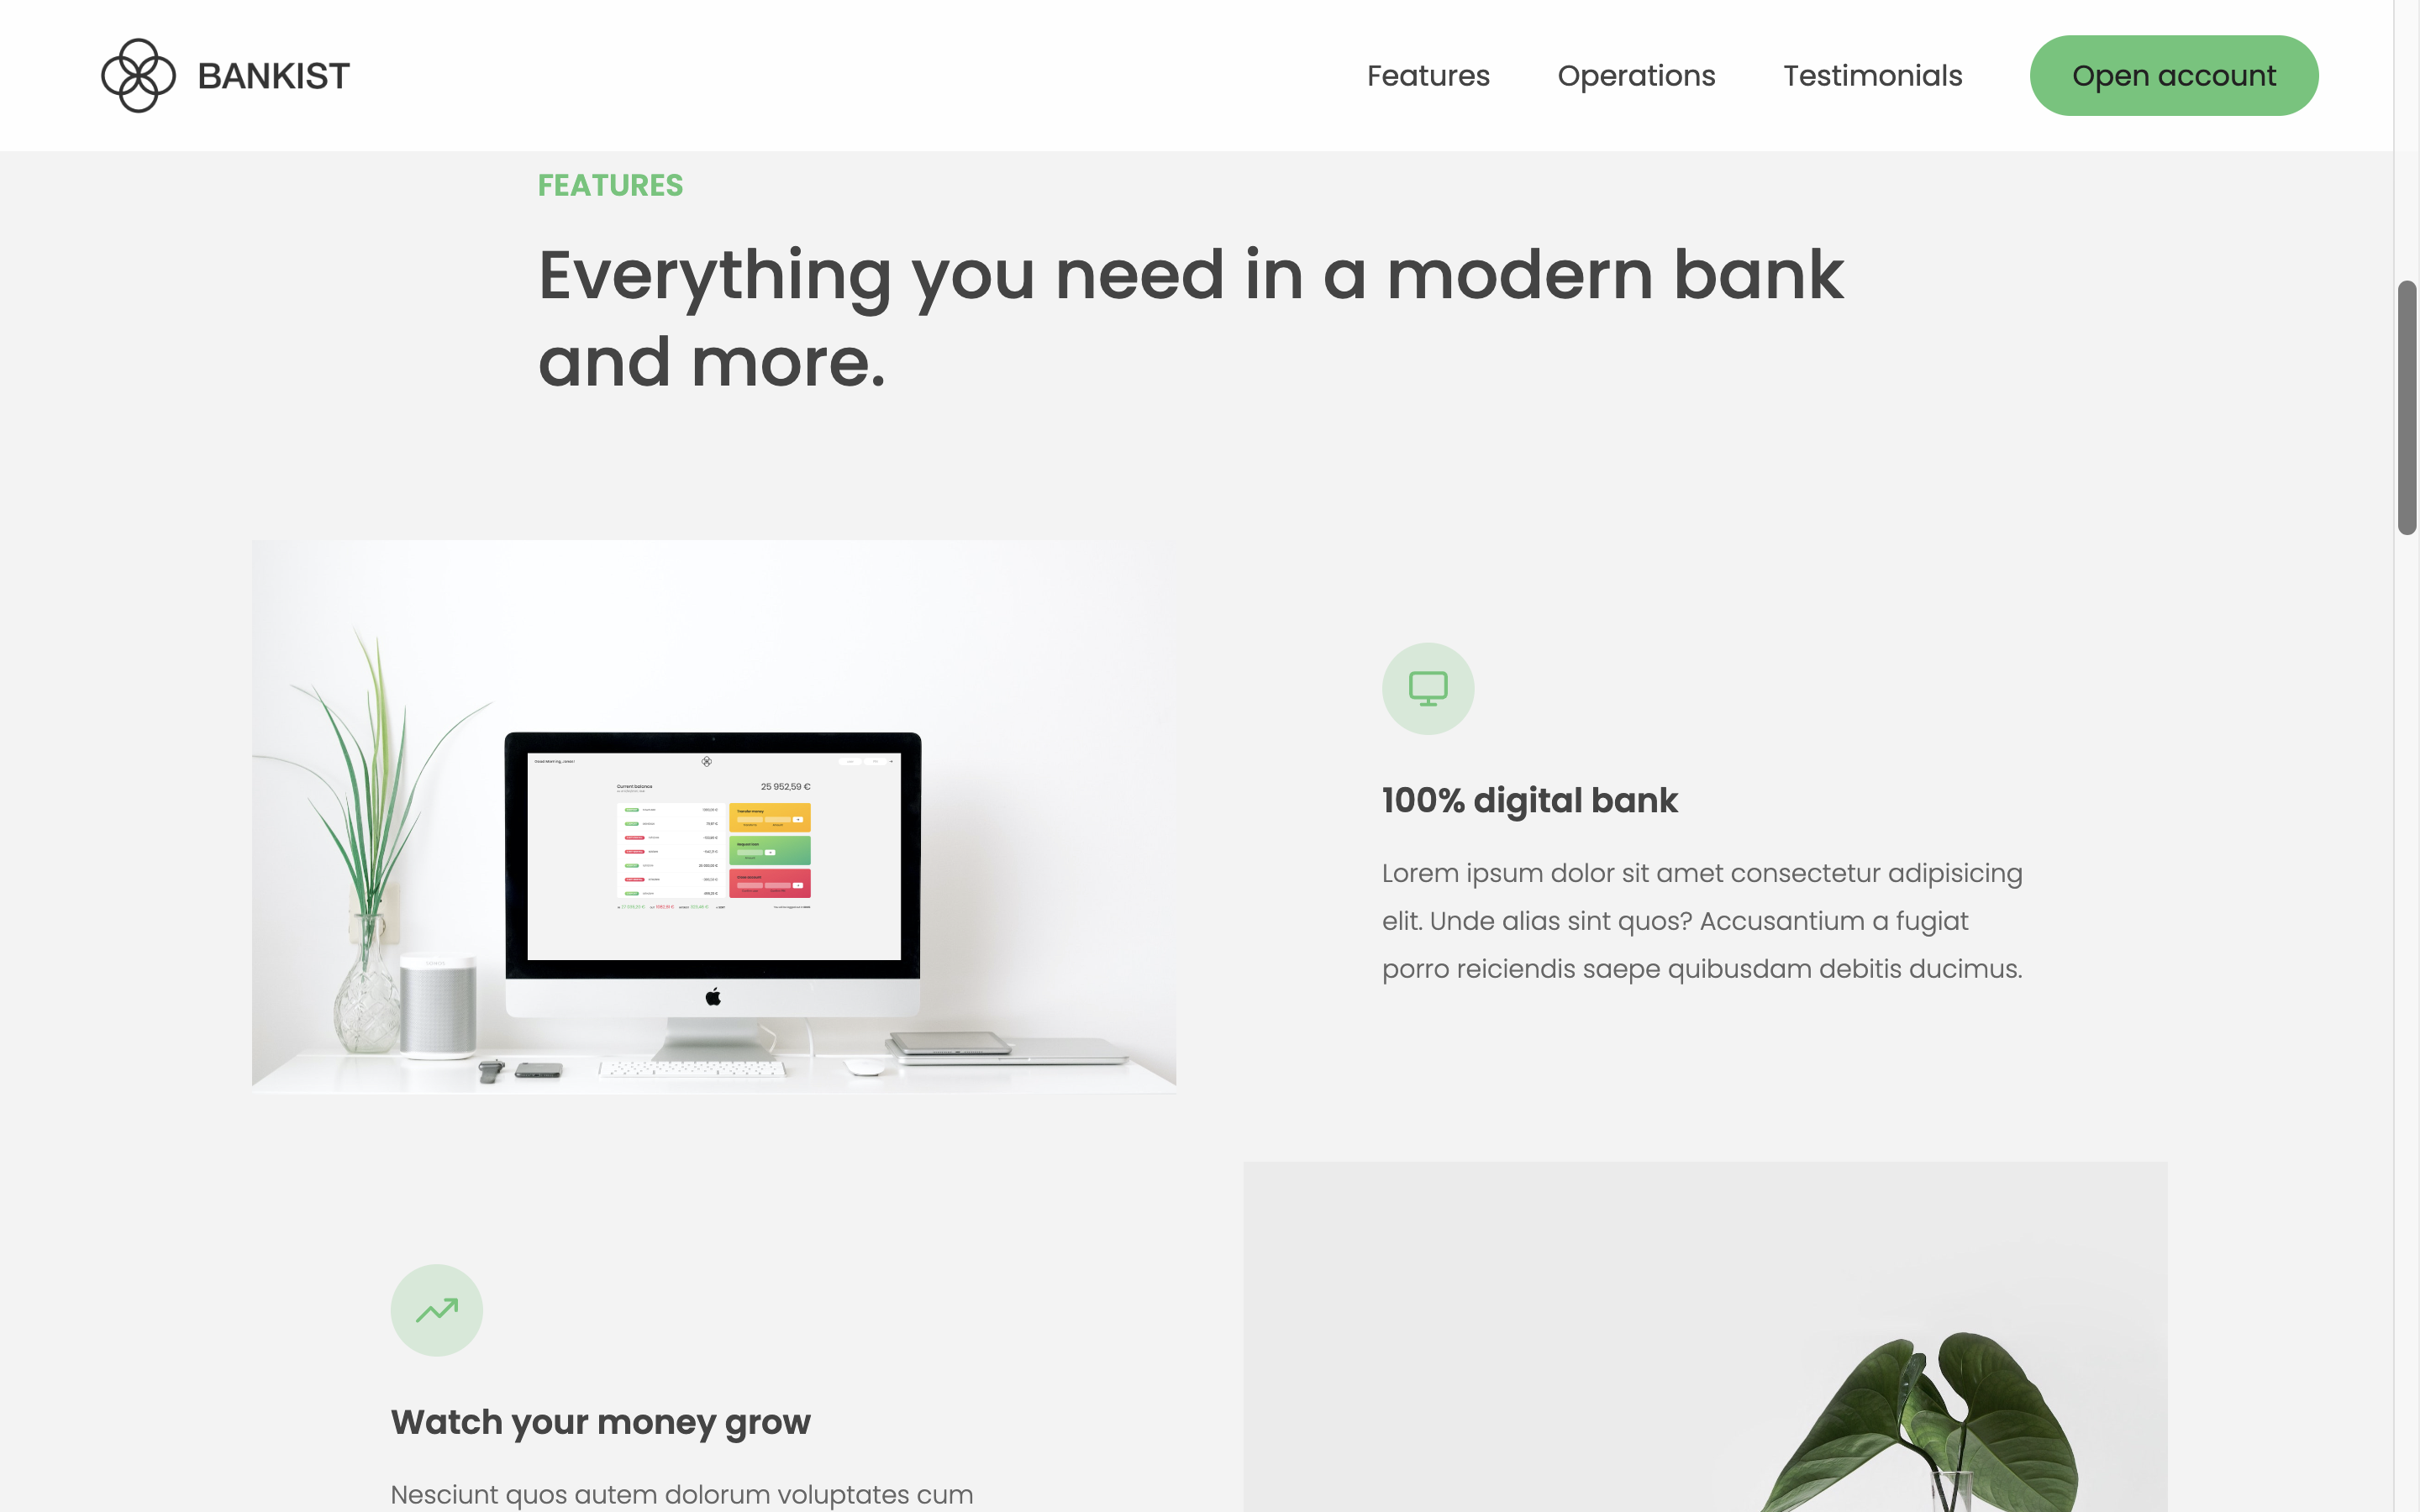 BANKIST
Features
Operations
Testimonials
Open account
FEATURES
Everything you need in a modern bank
and more.
Current balance
25 952,59 €
100% digital bank
Lorem ipsum dolor sit amet consectetur adipisicing
elit. Unde alias sint quos? Accusantium a fugiat
porro reiciendis saepe quibusdam debitis ducimus.
Watch your money grow
Nesciunt quos autem dolorum voluptates cum